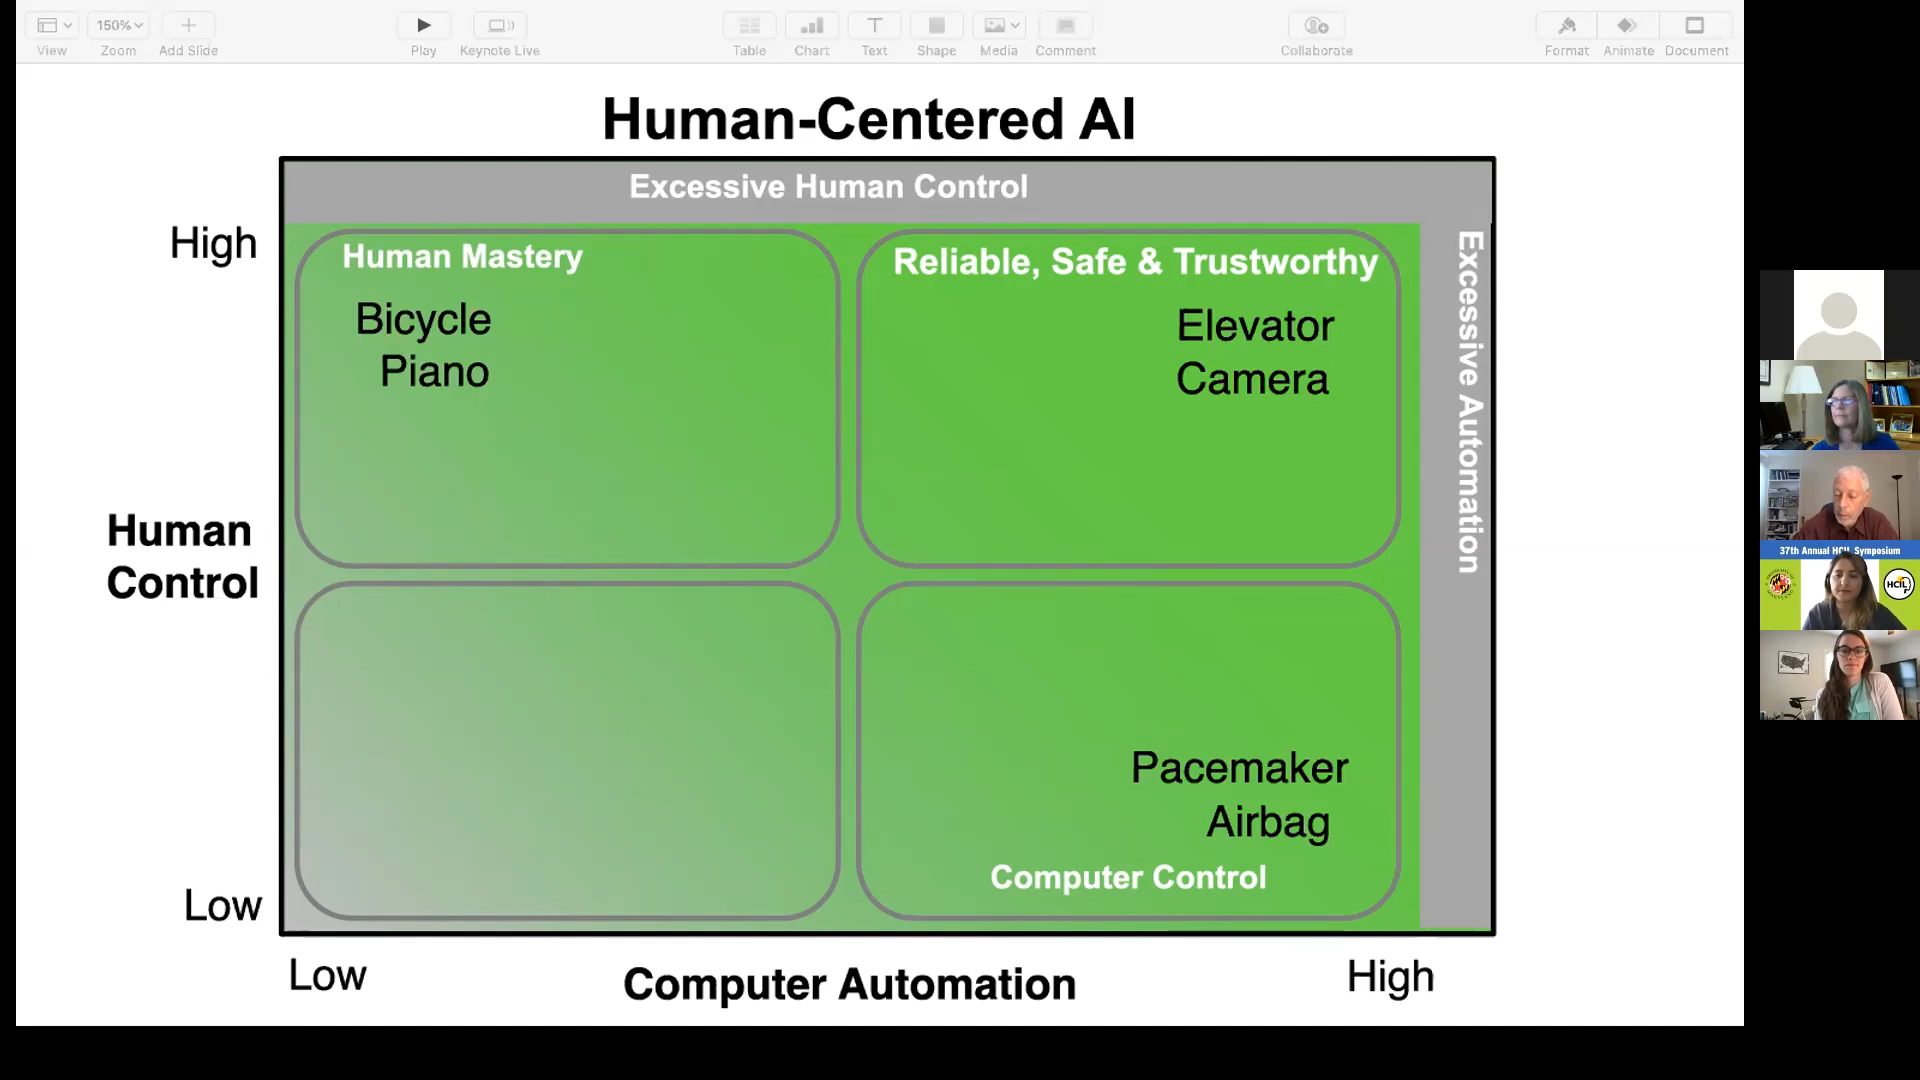 150%
View
Zoom
Add Slide
Play
Keynote Live
Table
Chart
Text
Shape
Media
Comment
Collaborate
Format
Animate
Document
Human-Centered AI
Excessive Human Control
Excessive Automation
High
Human Mastery
Bicycle
Piano
Reliable, Safe & Trustworthy
Elevator
Camera
Human
Control
Pacemaker
Airbag
Computer Control
Low
Low
Computer Automation
High
37th Annual HCIL Symposium
HCIL